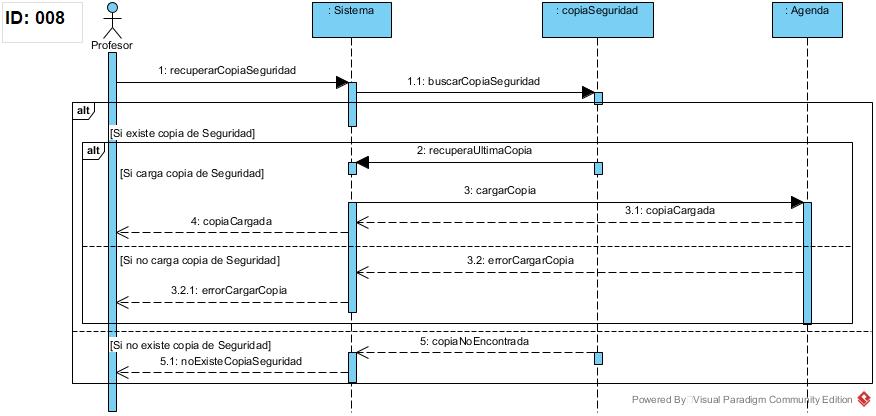 ID: 008
Profesor
: Sistema
: copiaSeguridad
: Agenda
1: recuperarCopiaSeguridad
1.1: buscarCopiaSeguridad
alt
[Si existe copia de Seguridad]
alt
2: recuperaUltimaCopia
[Si carga copia de Seguridad]
3: cargarCopia
3.1: copiaCargada
4: copiaCargada
[Si no carga copia de Seguridad]
3.2: errorCargarCopia
3.2.1: errorCargarCopia
[Si no existe copia de Seguridad]
5: copiaNoEncontrada
5.1: noExisteCopiaSeguridad
Powered By Visual Paradigm Community Edition